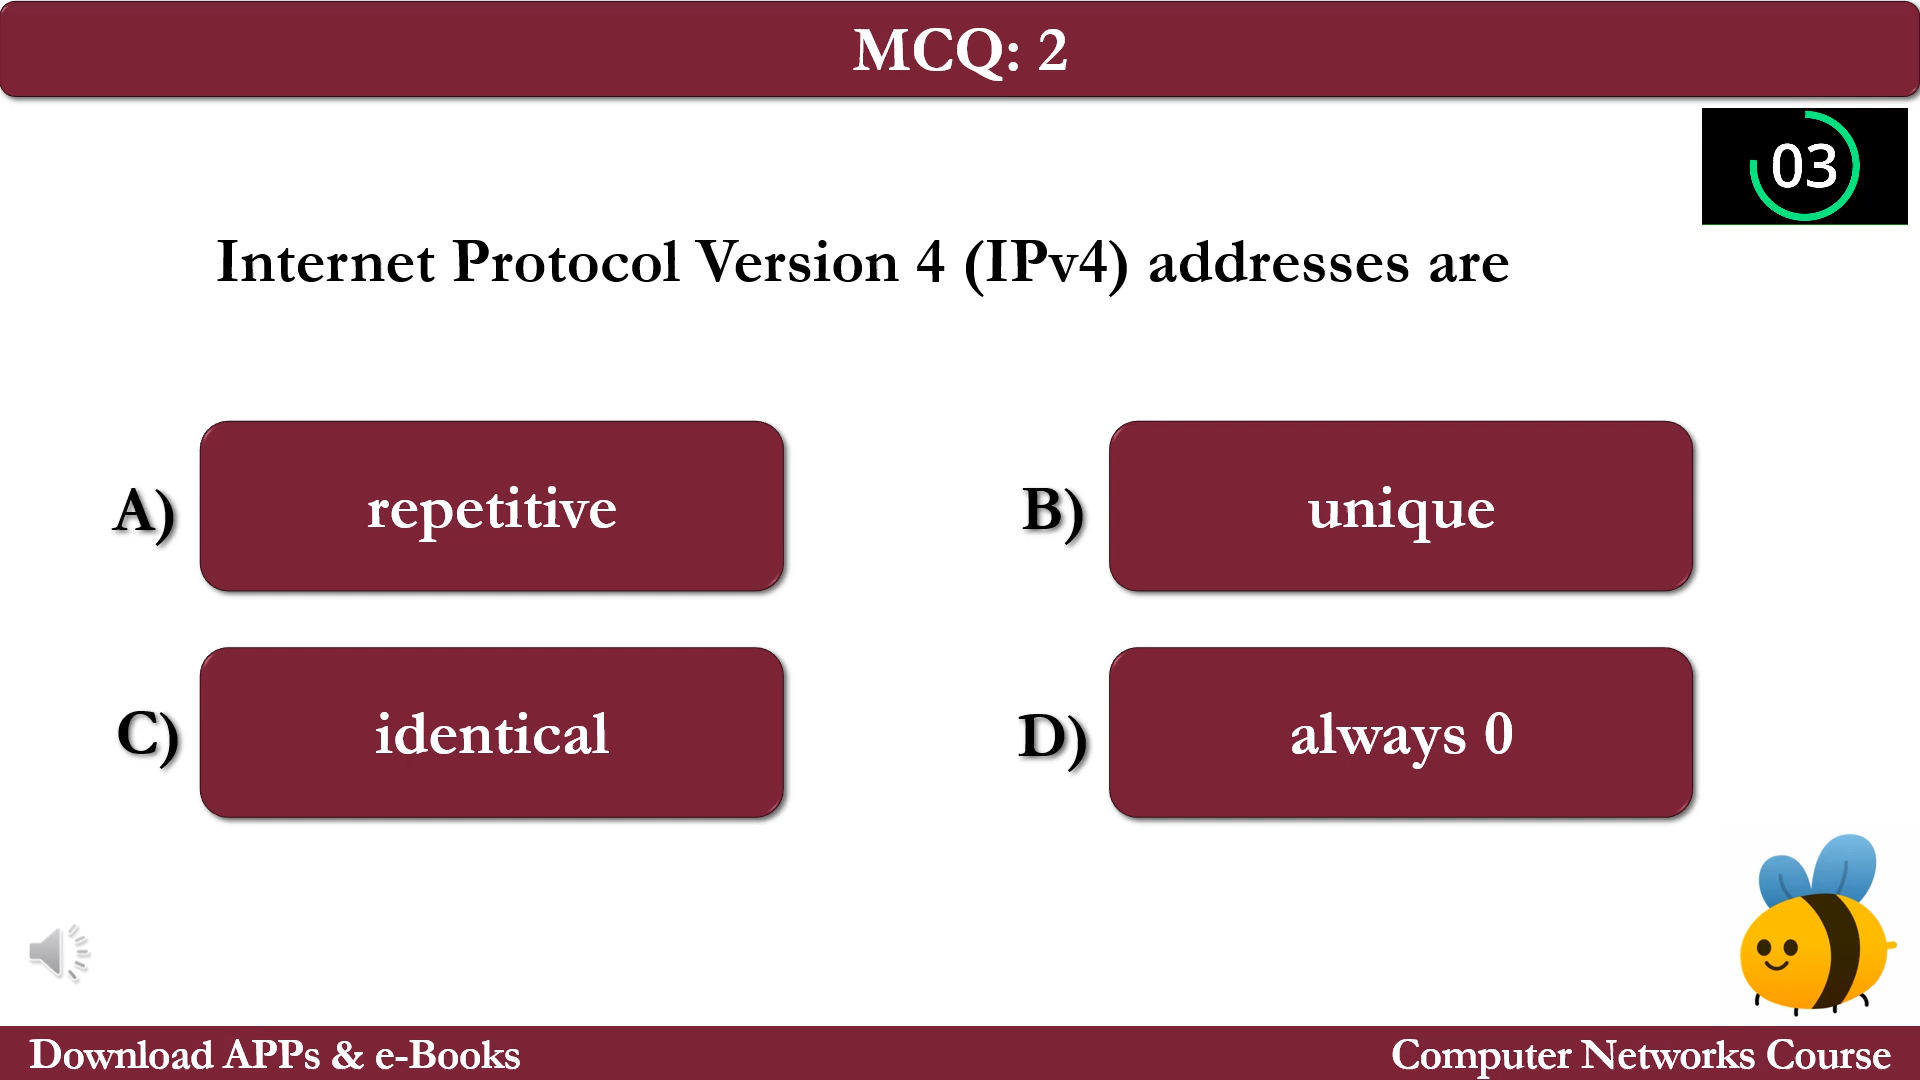 MCQ: 2
03
Internet Protocol Version 4 (IPv4) addresses are
A) repetitive
B) unique
C) identical
D) always 0
Download APPs & e-Books
Computer Networks Course